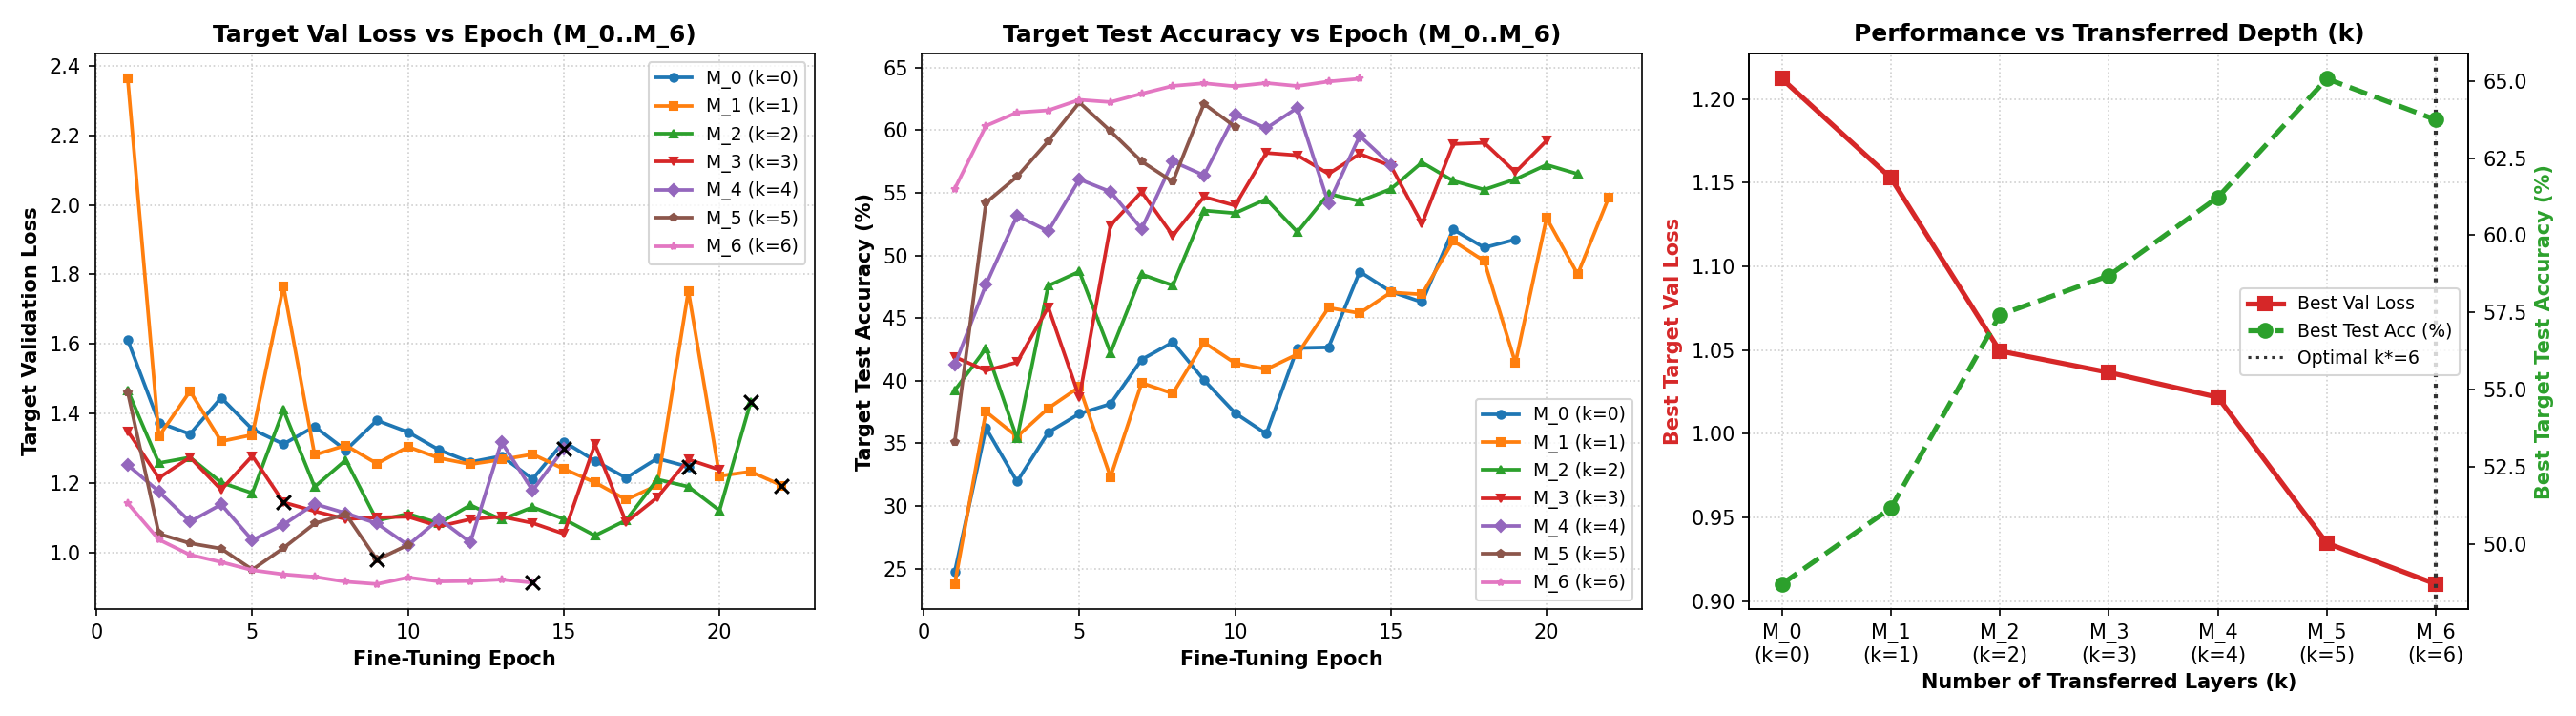 Target Val Loss vs Epoch (M_0..M_6)
Target Validation Loss
2.4
2.2
2.0
1.8
1.6
1.4
1.2
1.0
0
5
10
15
20
Fine-Tuning Epoch
M_0 (k=0)
M_1 (k=1)
M_2 (k=2)
M_3 (k=3)
M_4 (k=4)
M_5 (k=5)
M_6 (k=6)
Target Test Accuracy vs Epoch (M_0..M_6)
Target Test Accuracy (%)
65
60
55
50
45
40
35
30
25
0
5
10
15
20
Fine-Tuning Epoch
M_0 (k=0)
M_1 (k=1)
M_2 (k=2)
M_3 (k=3)
M_4 (k=4)
M_5 (k=5)
M_6 (k=6)
Performance vs Transferred Depth (k)
Best Target Val Loss
1.20
1.15
1.10
1.05
1.00
0.95
0.90
M_0
(k=0)
M_1
(k=1)
M_2
(k=2)
M_3
(k=3)
M_4
(k=4)
M_5
(k=5)
M_6
(k=6)
Number of Transferred Layers (k)
Best Val Loss
Best Test Acc (%)
Optimal k*=6
65.0
62.5
60.0
57.5
55.0
52.5
50.0
Best Target Test Accuracy (%)